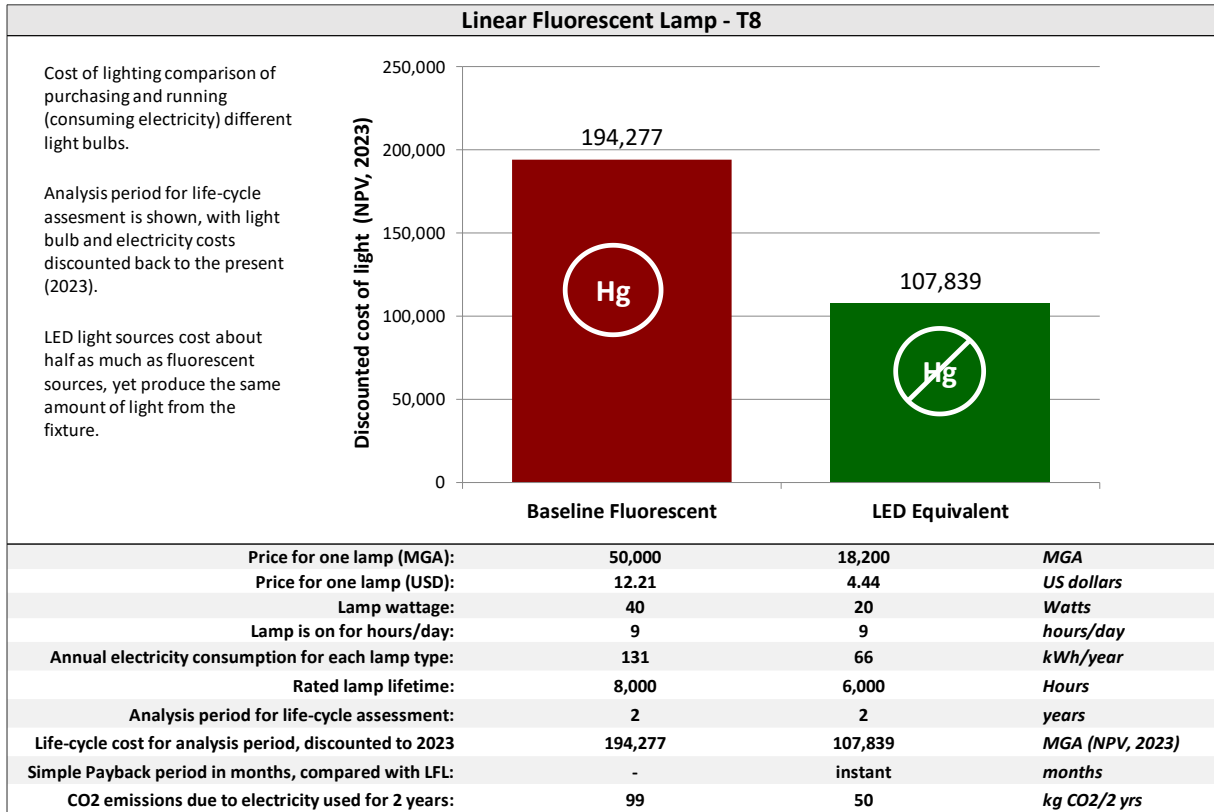 Linear Fluorescent Lamp - T8
Cost of lighting comparison of
purchasing and running
(consuming electricity) different
light bulbs.
Analysis period for life-cycle
assesment is shown, with light
bulb and electricity costs
discounted back to the present
(2023).
LED light sources cost about
half as much as fluorescent
sources, yet produce the same
amount of light from the
fixture.
Discounted cost of light (NPV, 2023)
250,000
200,000
150,000
100,000
50,000
0
194,277
Hg
107,839
Hg
Baseline Fluorescent LED Equivalent
Price for one lamp (MGA): 50,000 18,200 MGA
Price for one lamp (USD): 12.21 4.44 US dollars
Lamp wattage: 40 20 Watts
Lamp is on for hours/day: 9 9 hours/day
Annual electricity consumption for each lamp type: 131 66 kWh/year
Rated lamp lifetime: 8,000 6,000 Hours
Analysis period for life-cycle assessment: 2 2 years
Life-cycle cost for analysis period, discounted to 2023 194,277 107,839 MGA (NPV, 2023)
Simple Payback period in months, compared with LFL: - instant months
CO2 emissions due to electricity used for 2 years: 99 50 kg CO2/2 yrs